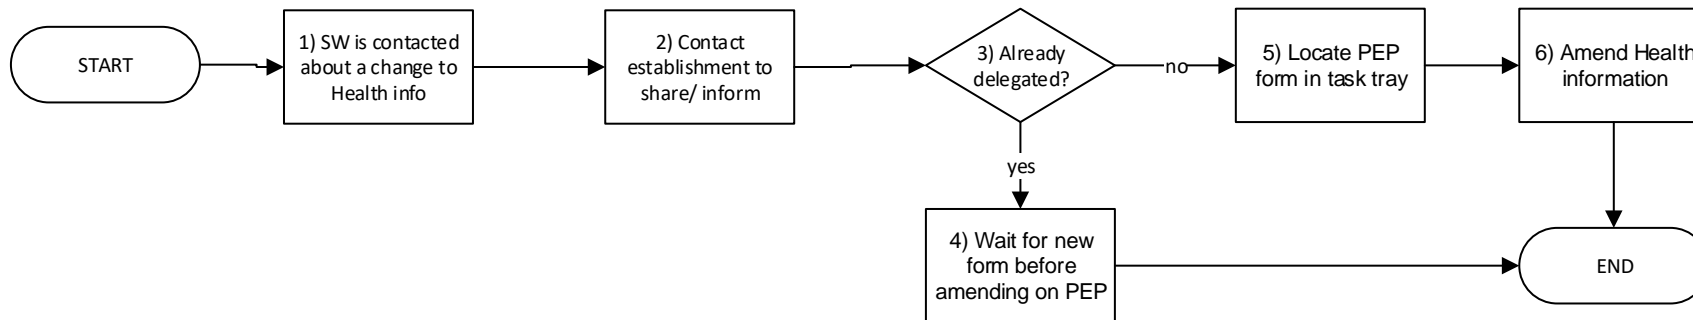 START
1) SW is contacted
about a change to
Health info
2) Contact
establishment to
share/ inform
3) Already
delegated?
no
5) Locate PEP
form in task tray
6) Amend Health
information
yes
4) Wait for new
form before
amending on PEP
END